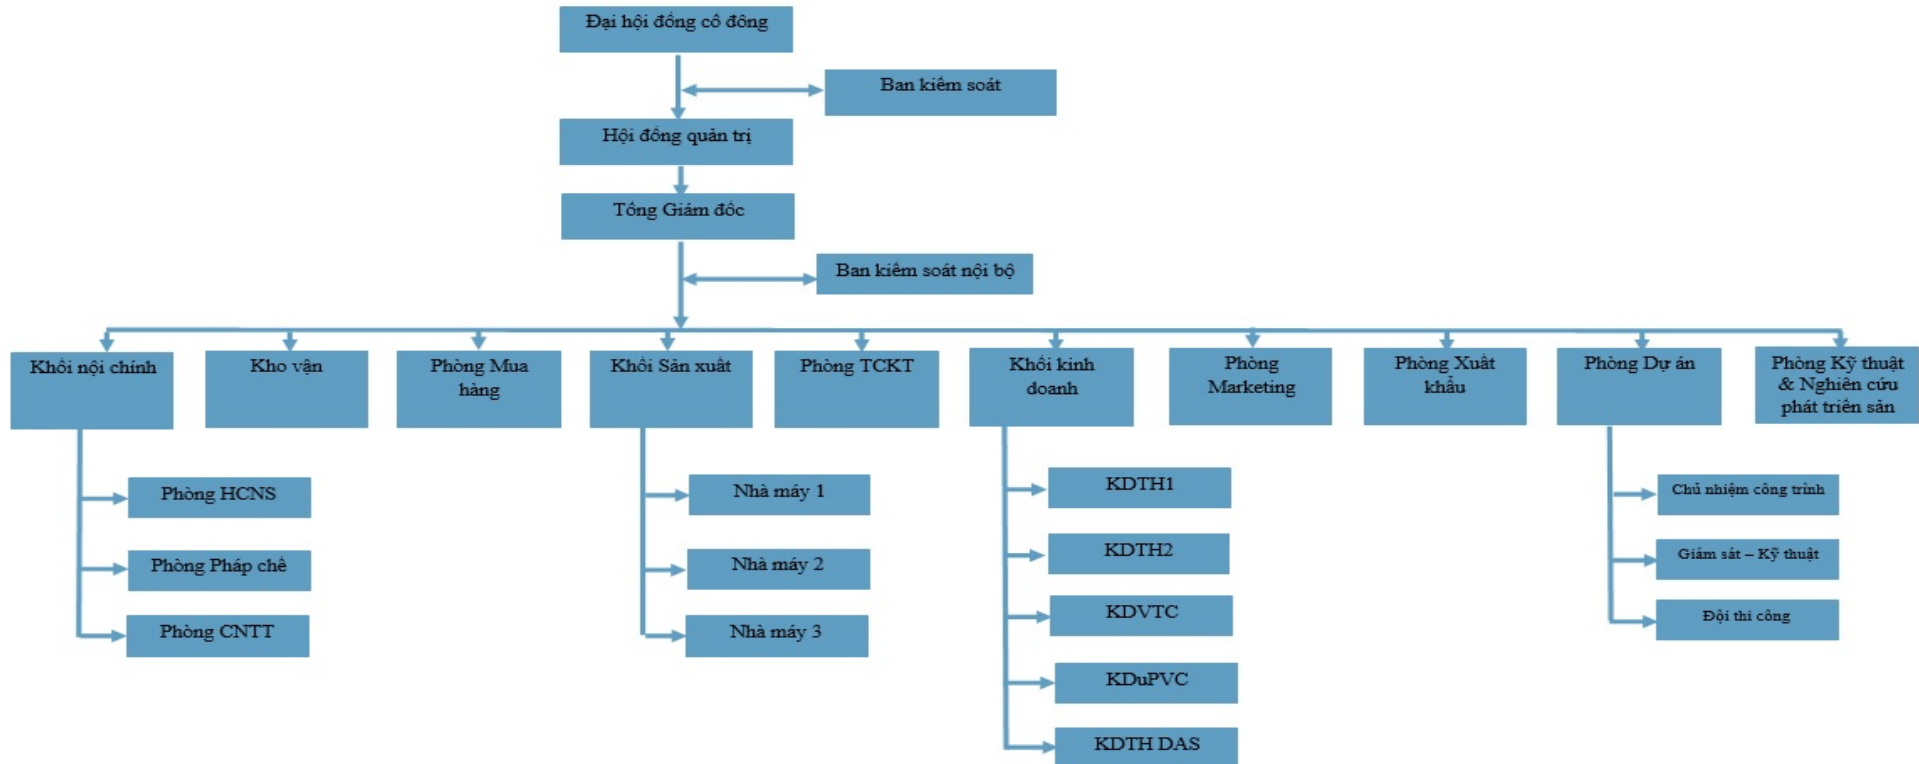 Đại hội đồng cổ đông
Ban kiểm soát
Hội đồng quản trị
Tổng Giám đốc
Ban kiểm soát nội bộ
Khối nội chính
Kho vận
Phòng Mua
hàng
Khối Sản xuất
Phòng TCKT
Khối kinh
doanh
Phòng
Marketing
Phòng Xuất
khẩu
Phòng Dự án
Phòng Kỹ thuật
& Nghiên cứu
phát triển sản
Phòng HCNS
Phòng Pháp chế
Phòng CNTT
Nhà máy 1
Nhà máy 2
Nhà máy 3
KDTH1
KDTH2
KDVTC
KDuPVC
KDTH DAS
Chủ nhiệm công trình
Giám sát – Kỹ thuật
Đội thi công